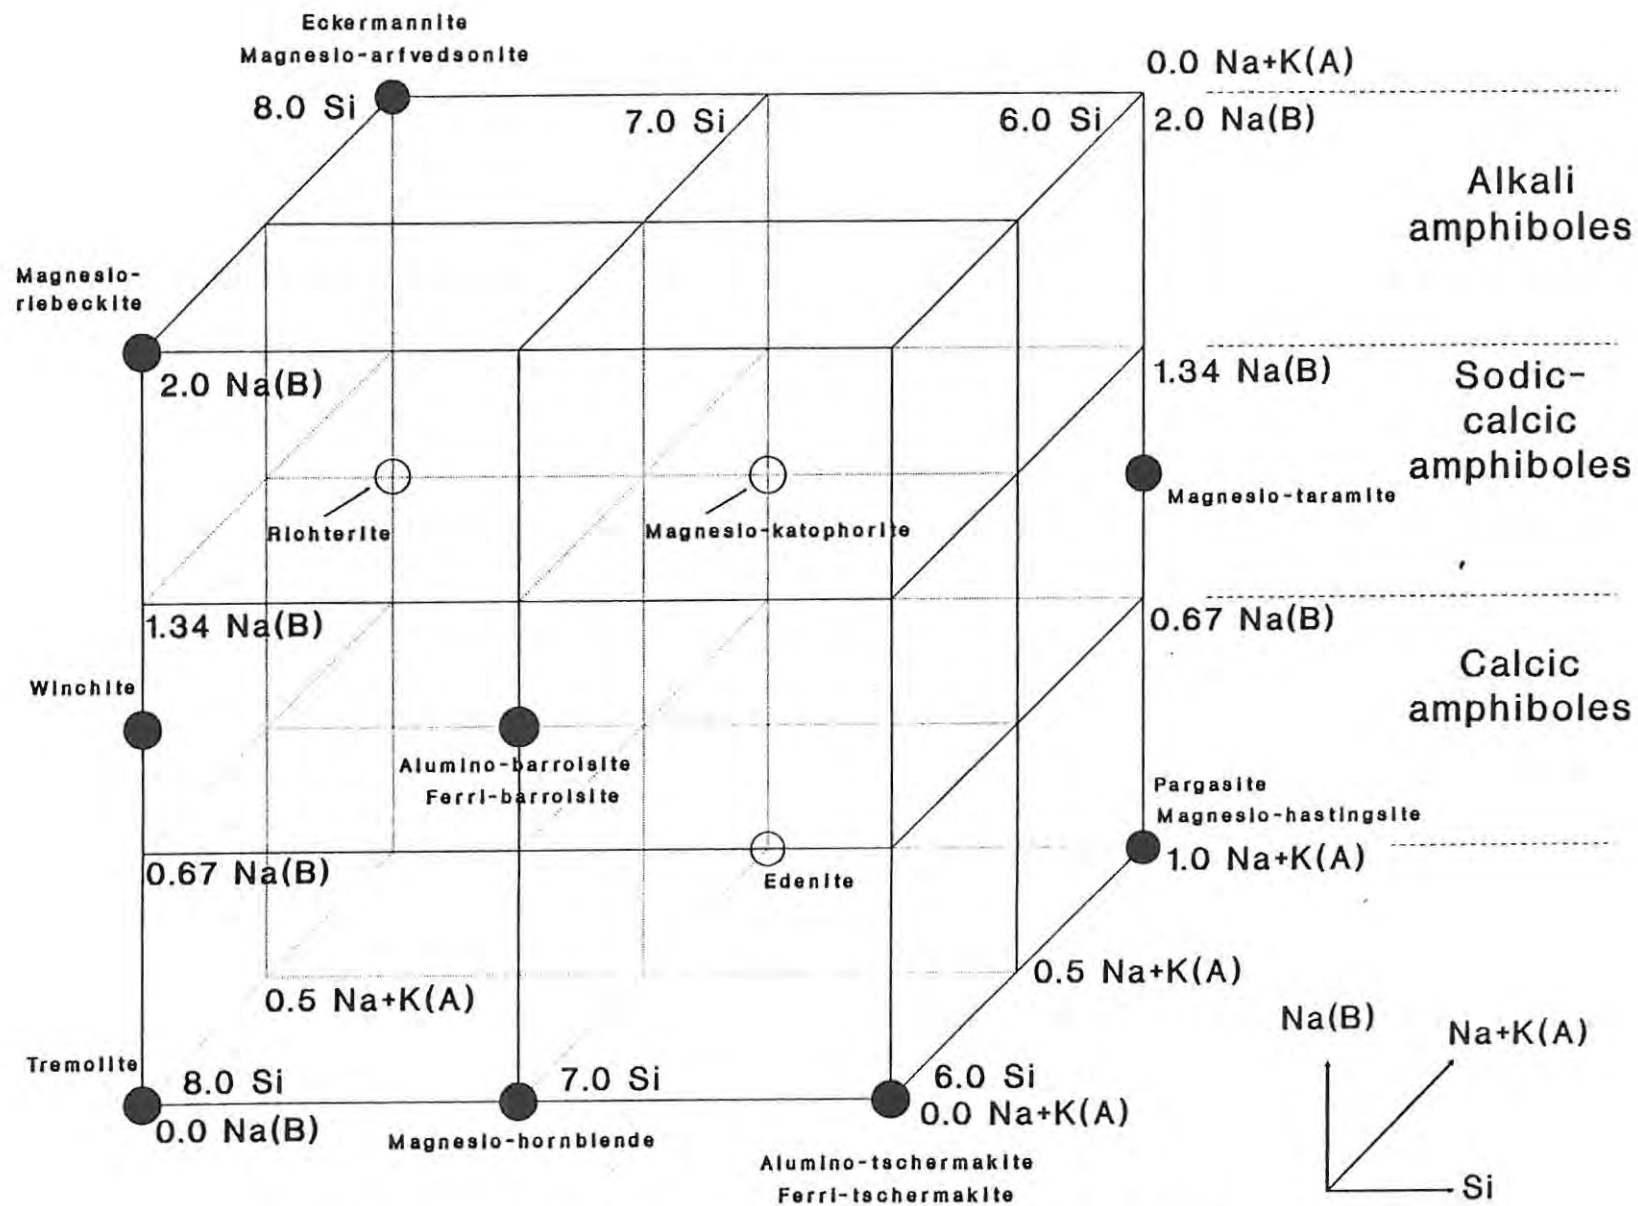 Eckermannite
Magnesio-arfvedsonite
0.0 Na+K(A)
8.0 Si
7.0 Si
6.0 Si
2.0 Na(B)
Alkali
amphiboles
Magnesio-
riebeckite
2.0 Na(B)
1.34 Na(B)
Sodic-
calcic
amphiboles
Magnesio-taramite
Richterite
Magnesio-katophorite
1.34 Na(B)
0.67 Na(B)
Calcic
amphiboles
Winchite
Alumino-barroisite
Ferri-barroisite
Pargasite
Magnesio-hastingsite
1.0 Na+K(A)
0.67 Na(B)
Edenite
0.5 Na+K(A)
0.5 Na+K(A)
Na(B)
Na+K(A)
Si
Tremolite
8.0 Si
7.0 Si
6.0 Si
0.0 Na(B)
0.0 Na+K(A)
Magnesio-hornblende
Alumino-tschermakite
Ferri-tschermakite